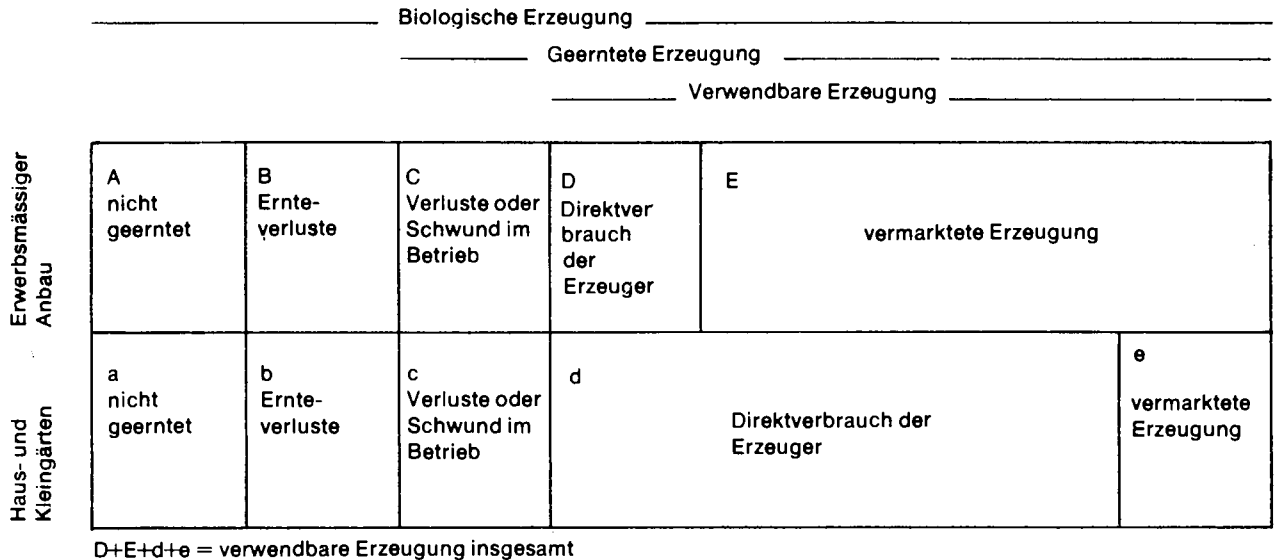 Biologische Erzeugung
Geerntete Erzeugung
Verwendbare Erzeugung
Erwerbsmässiger
Anbau
A
nicht
geerntet
B
Ernte-
verluste
C
Verluste oder
Schwund im
Betrieb
D
Direktver
brauch
der
Erzeuger
E
vermarktete Erzeugung
Haus- und
Kleingärten
a
nicht
geerntet
b
Ernte-
verluste
c
Verluste oder
Schwund im
Betrieb
d
Direktverbrauch der
Erzeuger
e
vermarktete
Erzeugung
D+E+d+e = verwendbare Erzeugung insgesamt